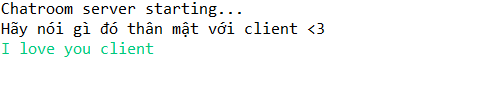 Chatroom server starting...
Hãy nói gì đó thân mật với client <3
I love you client